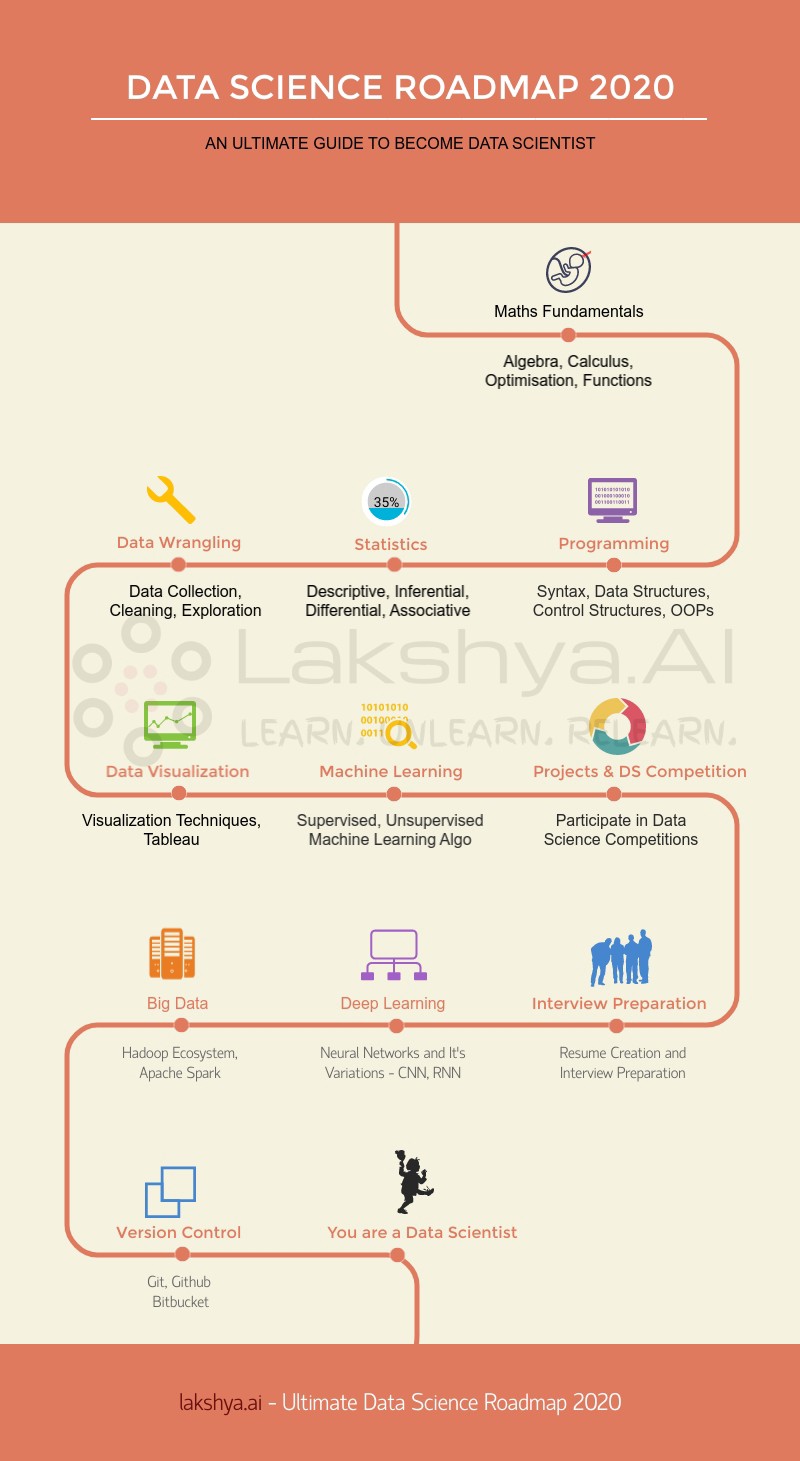 DATA SCIENCE ROADMAP 2020
AN ULTIMATE GUIDE TO BECOME DATA SCIENTIST
Maths Fundamentals
Algebra, Calculus,
Optimisation, Functions
101010101010
001000100010
001100110011
Programming
Syntax, Data Structures,
Control Structures, OOPs
35%
Statistics
Descriptive, Inferential,
Differential, Associative
Data Wrangling
Data Collection,
Cleaning, Exploration
Lakshya.AI
LEARN. UNLEARN. RELEARN.
Data Visualization
Visualization Techniques,
Tableau
10101010
Machine Learning
Supervised, Unsupervised
Machine Learning Algo
Projects & DS Competition
Participate in Data
Science Competitions
Interview Preparation
Resume Creation and
Interview Preparation
Deep Learning
Neural Networks and It's
Variations - CNN, RNN
Big Data
Hadoop Ecosystem,
Apache Spark
Version Control
Git, Github
Bitbucket
You are a Data Scientist
lakshya.ai - Ultimate Data Science Roadmap 2020